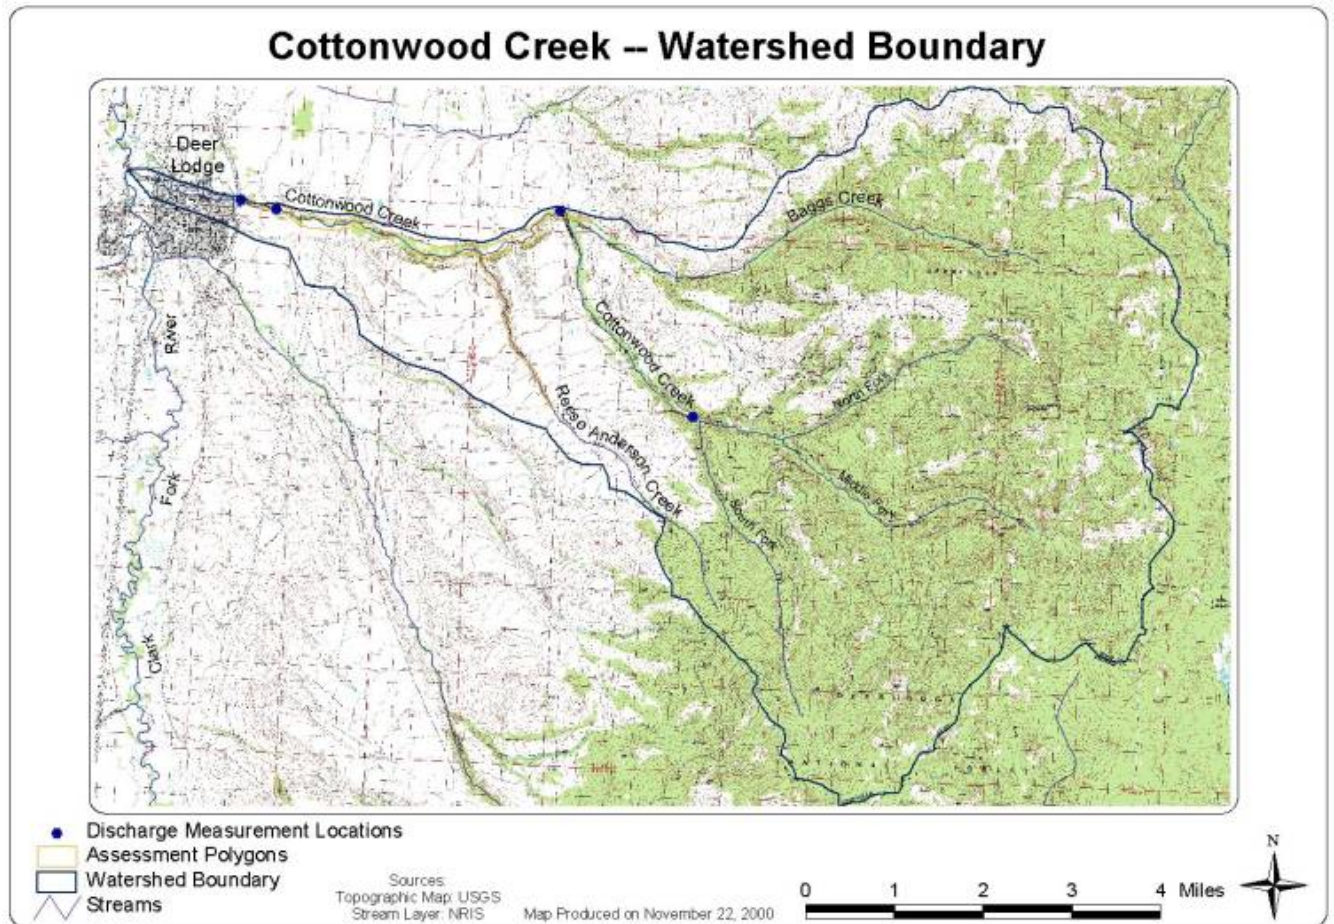 Cottonwood Creek -- Watershed Boundary
Deer
Lodge
Cottonwood Creek
Baggs Creek
River
Cottonwood Creek
North Fork
Reese Anderson Creek
Middle Fork
Fork
South Fork
Clark
Discharge Measurement Locations
Assessment Polygons
Watershed Boundary
Streams
Sources:
Topographic Map: USGS
Stream Layer: NRIS
Map Produced on November 22, 2000
0 1 2 3 4 Miles
N